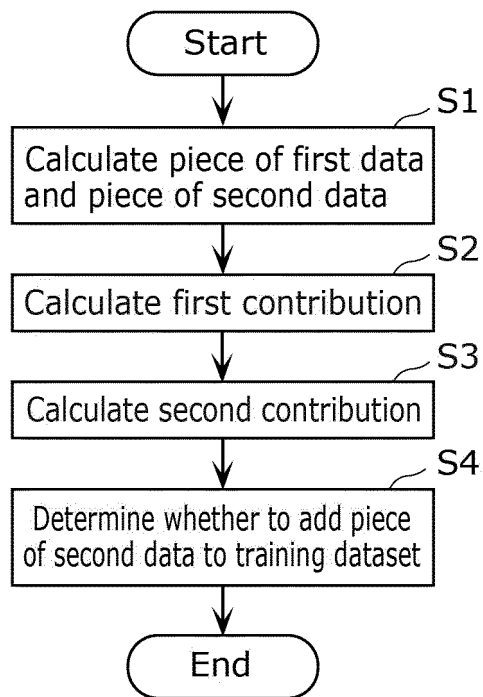 Start
S1
Calculate piece of first data
and piece of second data
S2
Calculate first contribution
S3
Calculate second contribution
S4
Determine whether to add piece
of second data to training dataset
End